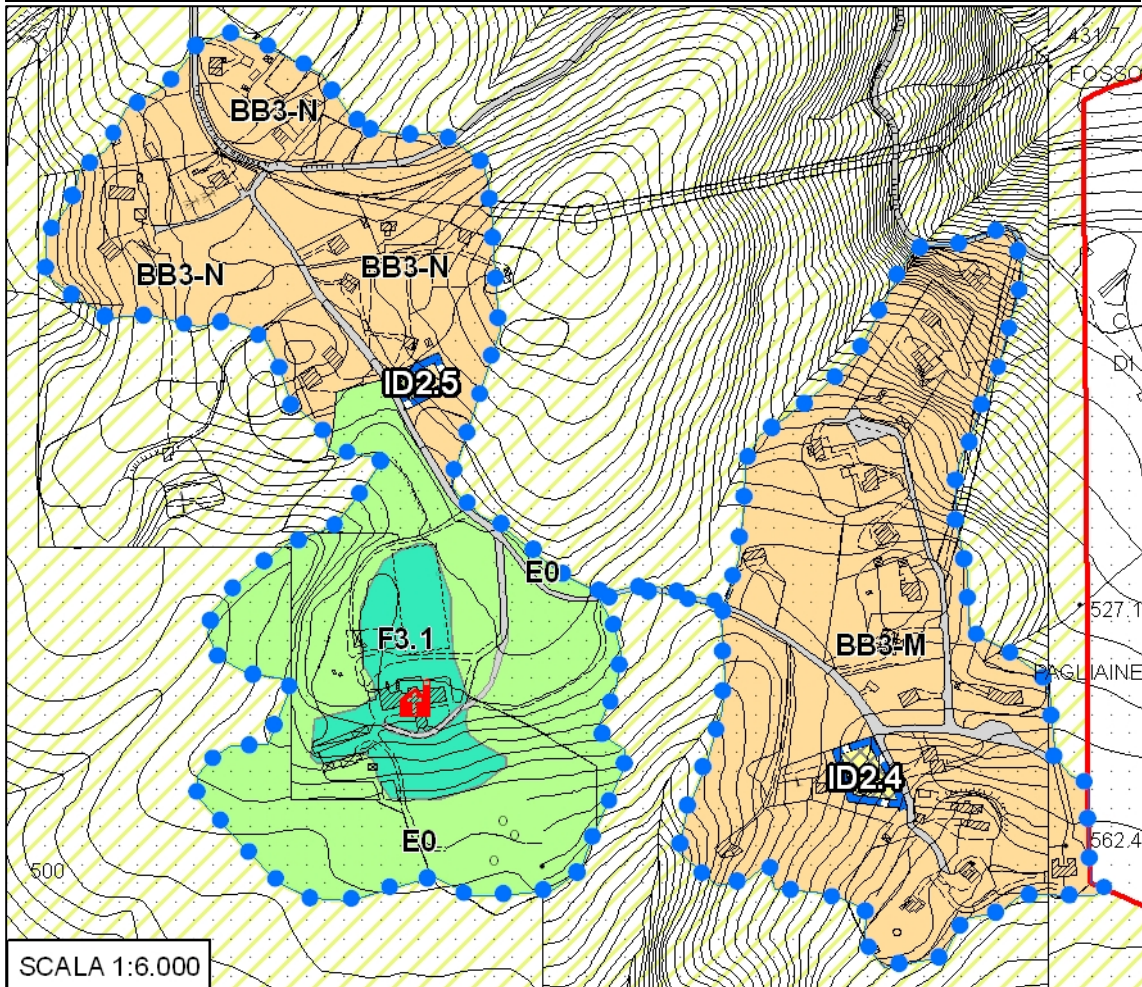 431.7
FOSSO
BB3-N
BB3-N
BB3-N
C
DI
ID2.5
E0
527.1
F3.1
BB3-M
PAGLIAINE
ID2.4
E0
562.4
500
SCALA 1:6.000